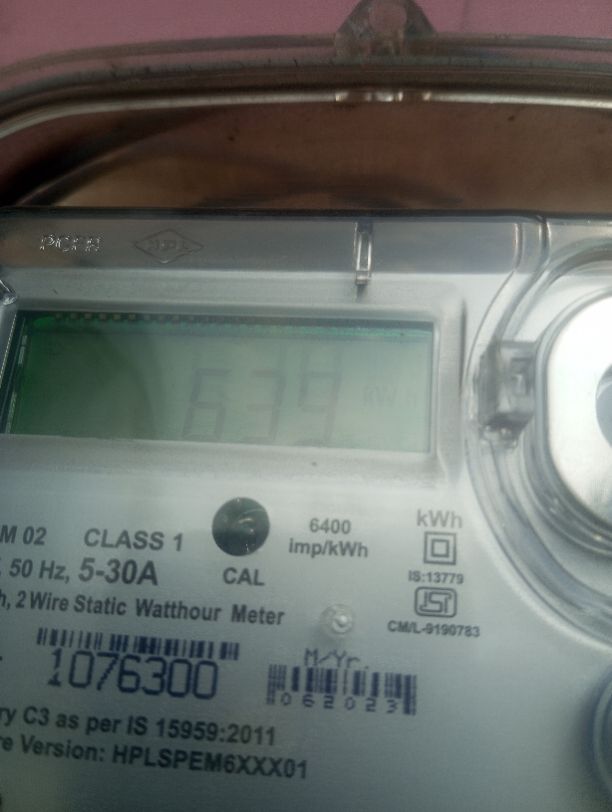 HPL
639 kWh
M 02 CLASS 1
6400
imp/kWh
kWh
, 50 Hz, 5-30A
CAL
IS:13779
h, 2 Wire Static Watthour Meter
CM/L-9190783
1076300
M/Yr.
062023
ry C3 as per IS 15959:2011
re Version: HPLSPEM6XXX01